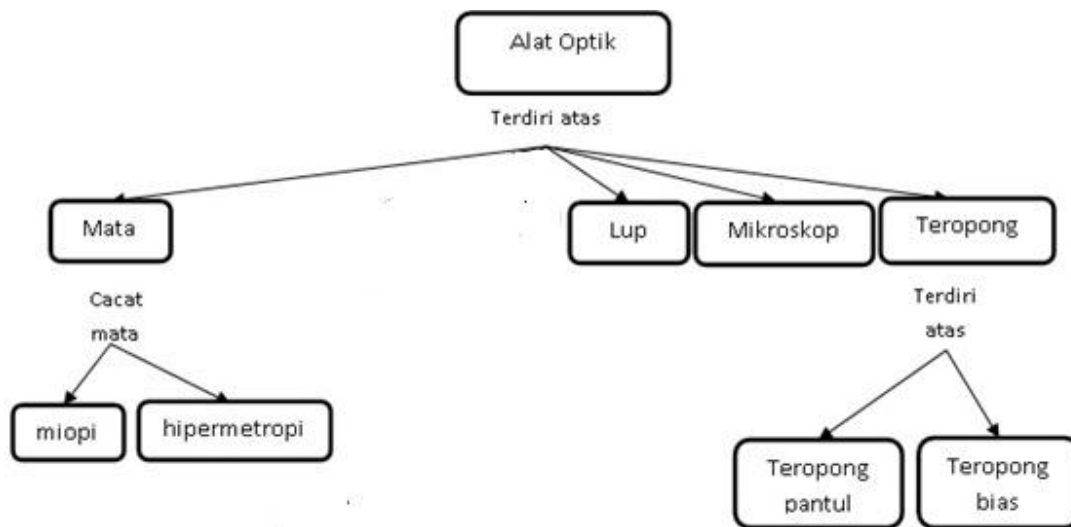 Alat Optik
Terdiri atas
Mata
Lup
Mikroskop
Teropong
Cacat
mata
Terdiri
atas
miopi
hipermetropi
Teropong
pantul
Teropong
bias